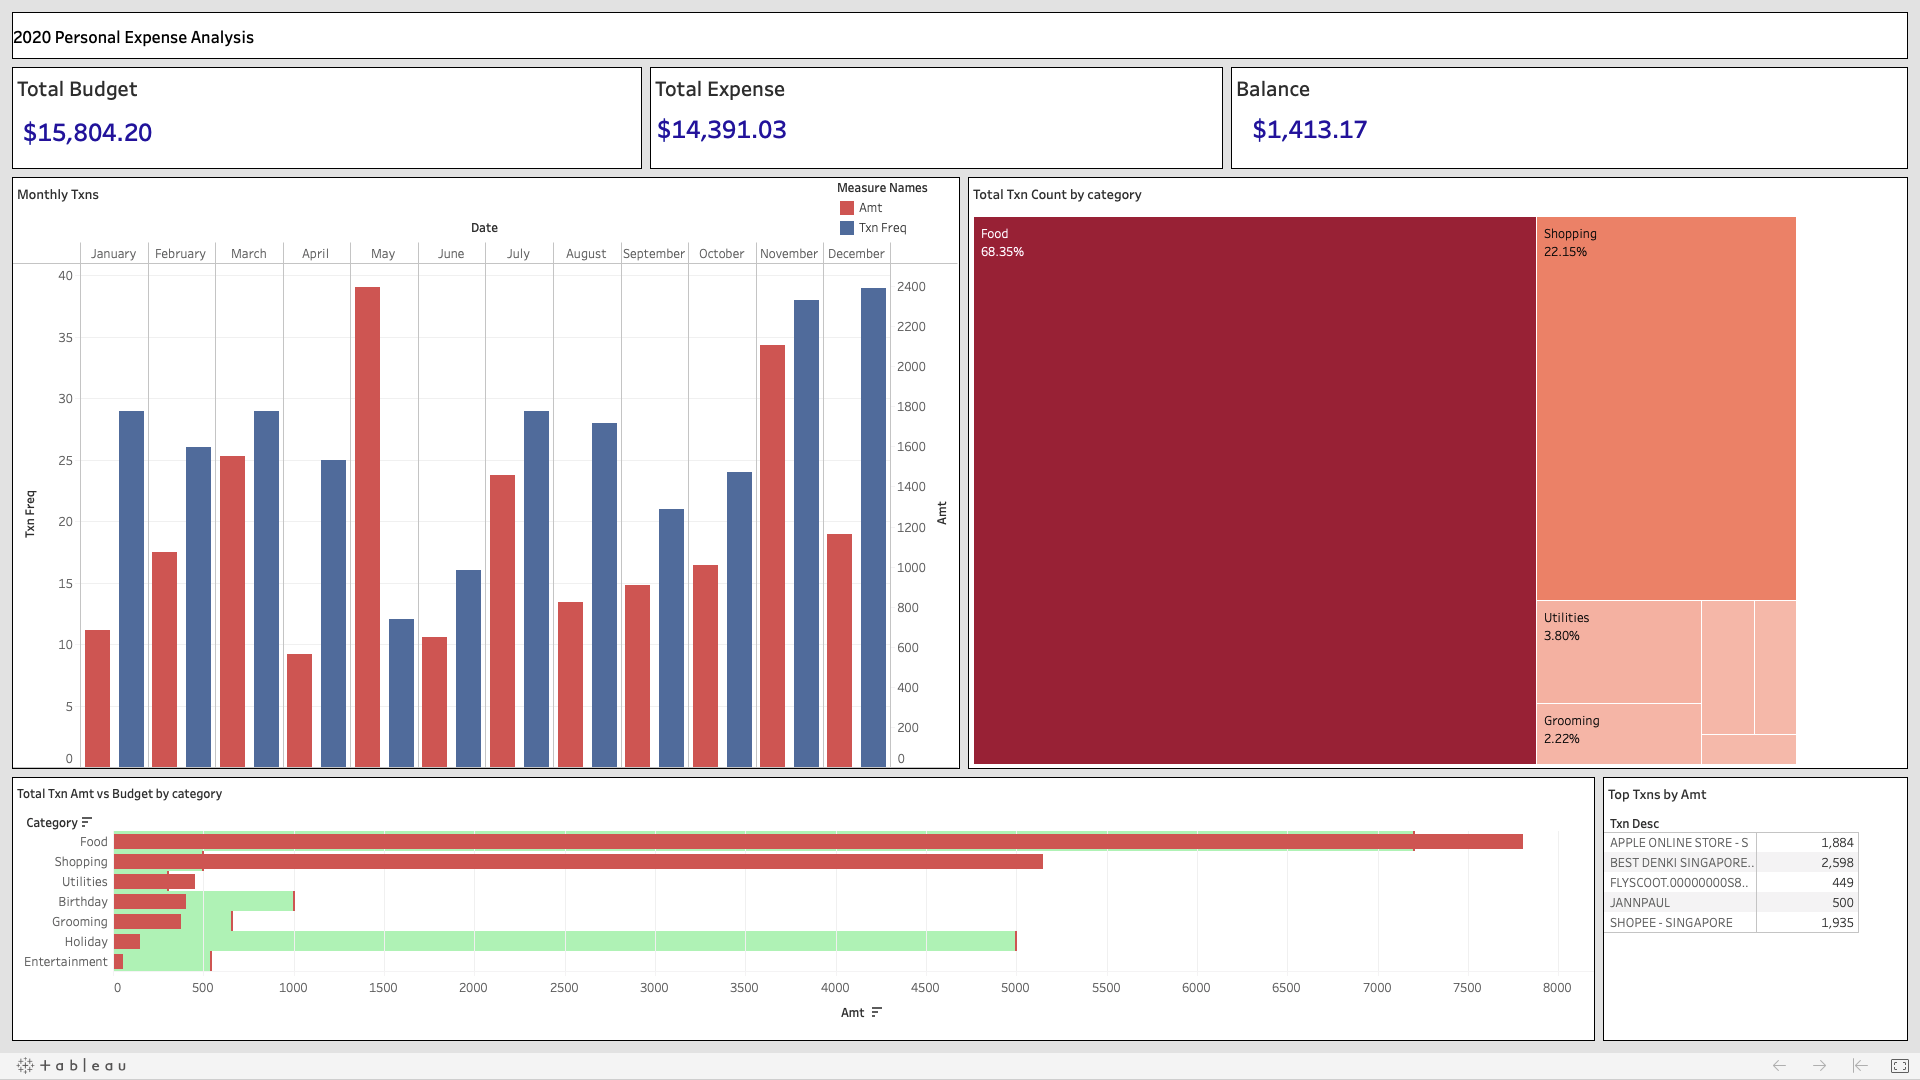 2020 Personal Expense Analysis
Total Budget
$15,804.20
Total Expense
$14,391.03
Balance
$1,413.17
Monthly Txns
Measure Names
Amt
Txn Freq
Date
January February March April May June July August September October November December
40
35
30
25
20
15
10
5
0
Txn Freq
2400
2200
2000
1800
1600
1400
1200
1000
800
600
400
200
0
Amt
Total Txn Count by category
Food
68.35%
Shopping
22.15%
Utilities
3.80%
Grooming
2.22%
Total Txn Amt vs Budget by category
Category
Food
Shopping
Utilities
Birthday
Grooming
Holiday
Entertainment
0 500 1000 1500 2000 2500 3000 3500 4000 4500 5000 5500 6000 6500 7000 7500 8000
Amt
Top Txns by Amt
Txn Desc
APPLE ONLINE STORE - S 1,884
BEST DENKI SINGAPORE.. 2,598
FLYSCOOT.00000000S8.. 449
JANNPAUL 500
SHOPEE - SINGAPORE 1,935
+ableau